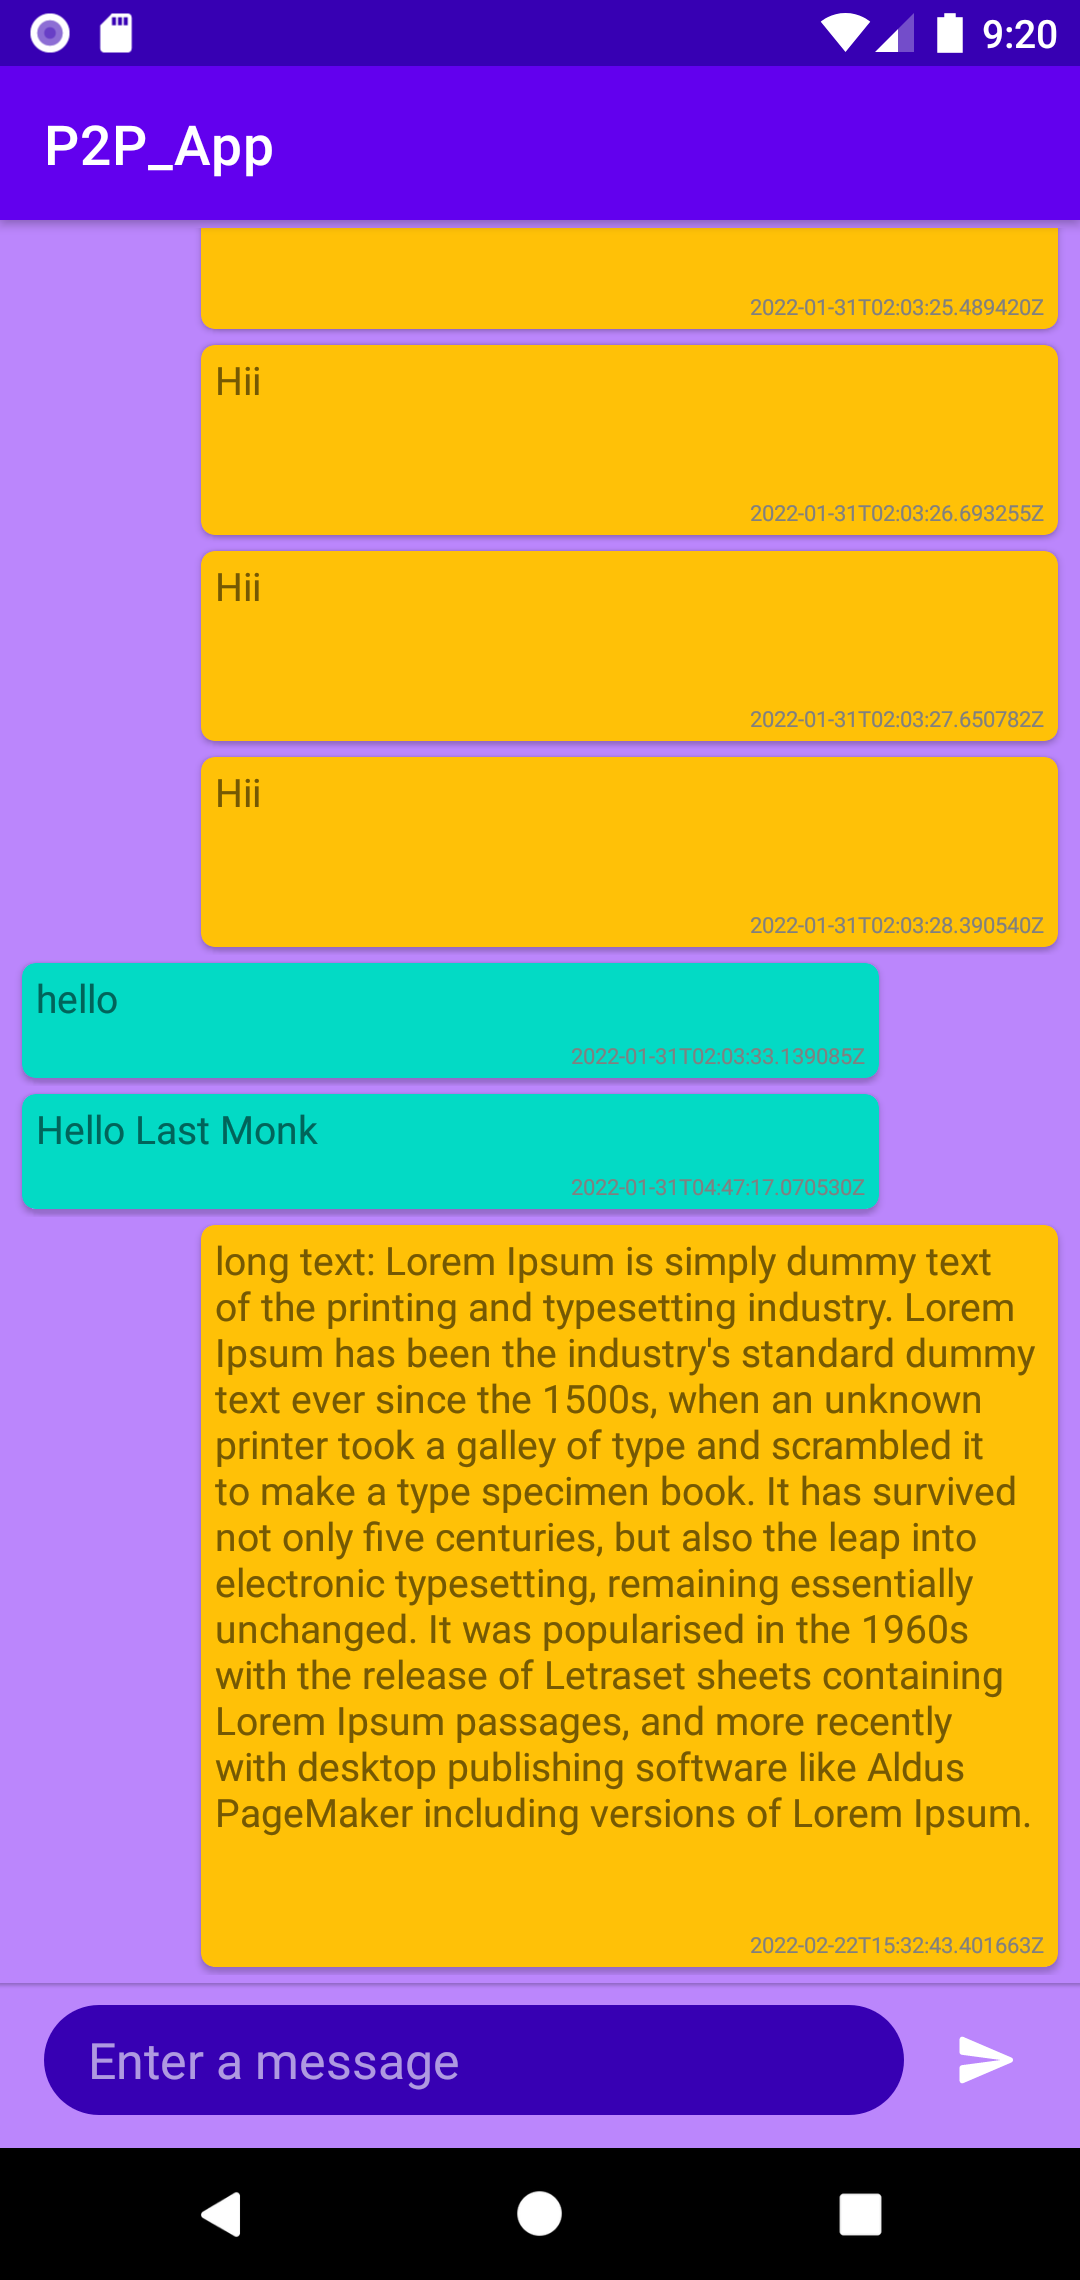 9:20
P2P_App
2022-01-31T02:03:25.489420Z
Hii
2022-01-31T02:03:26.693255Z
Hii
2022-01-31T02:03:27.650782Z
Hii
2022-01-31T02:03:28.390540Z
hello
2022-01-31T02:03:33.139085Z
Hello Last Monk
2022-01-31T04:47:17.070530Z
long text: Lorem Ipsum is simply dummy text
of the printing and typesetting industry. Lorem
Ipsum has been the industry's standard dummy
text ever since the 1500s, when an unknown
printer took a galley of type and scrambled it
to make a type specimen book. It has survived
not only five centuries, but also the leap into
electronic typesetting, remaining essentially
unchanged. It was popularised in the 1960s
with the release of Letraset sheets containing
Lorem Ipsum passages, and more recently
with desktop publishing software like Aldus
PageMaker including versions of Lorem Ipsum.
2022-02-22T15:32:43.401663Z
Enter a message